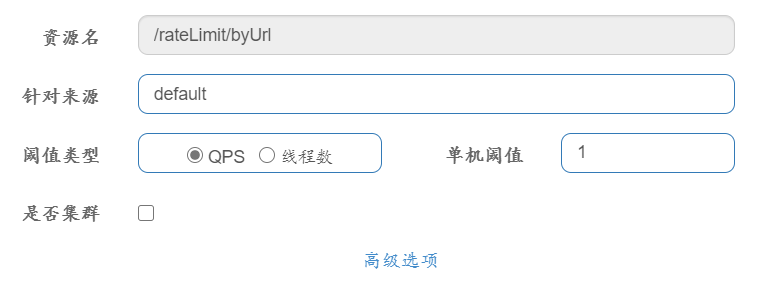 资源名 /rateLimit/byUrl
针对来源 default
阈值类型 QPS 线程数 单机阈值 1
是否集群
高级选项